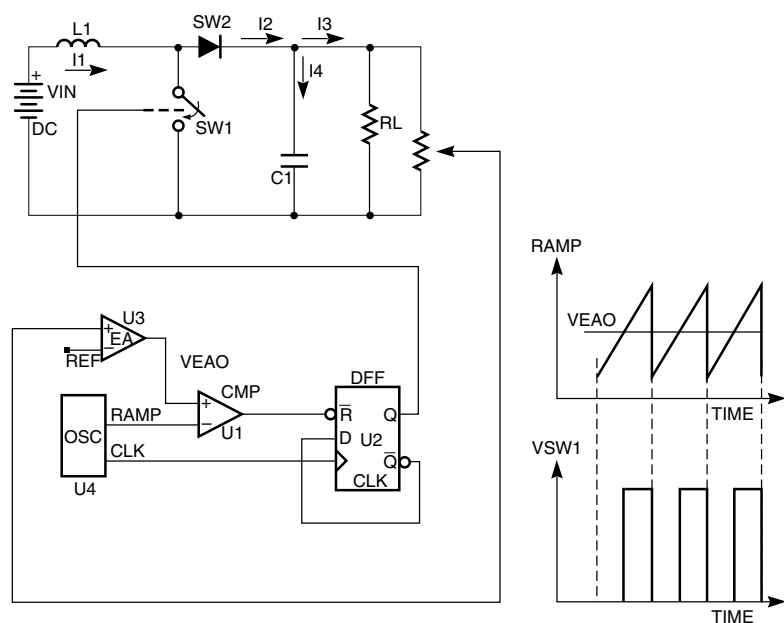 L1
SW2
I2
I3
I1
I4
+
VIN
DC
SW1
C1
RL
RAMP
VEAO
TIME
U3
+
EA
−
REF
VEAO
CMP
DFF
+
−
U1
R
Q
D
U2
Q
CLK
OSC
RAMP
CLK
U4
VSW1
TIME